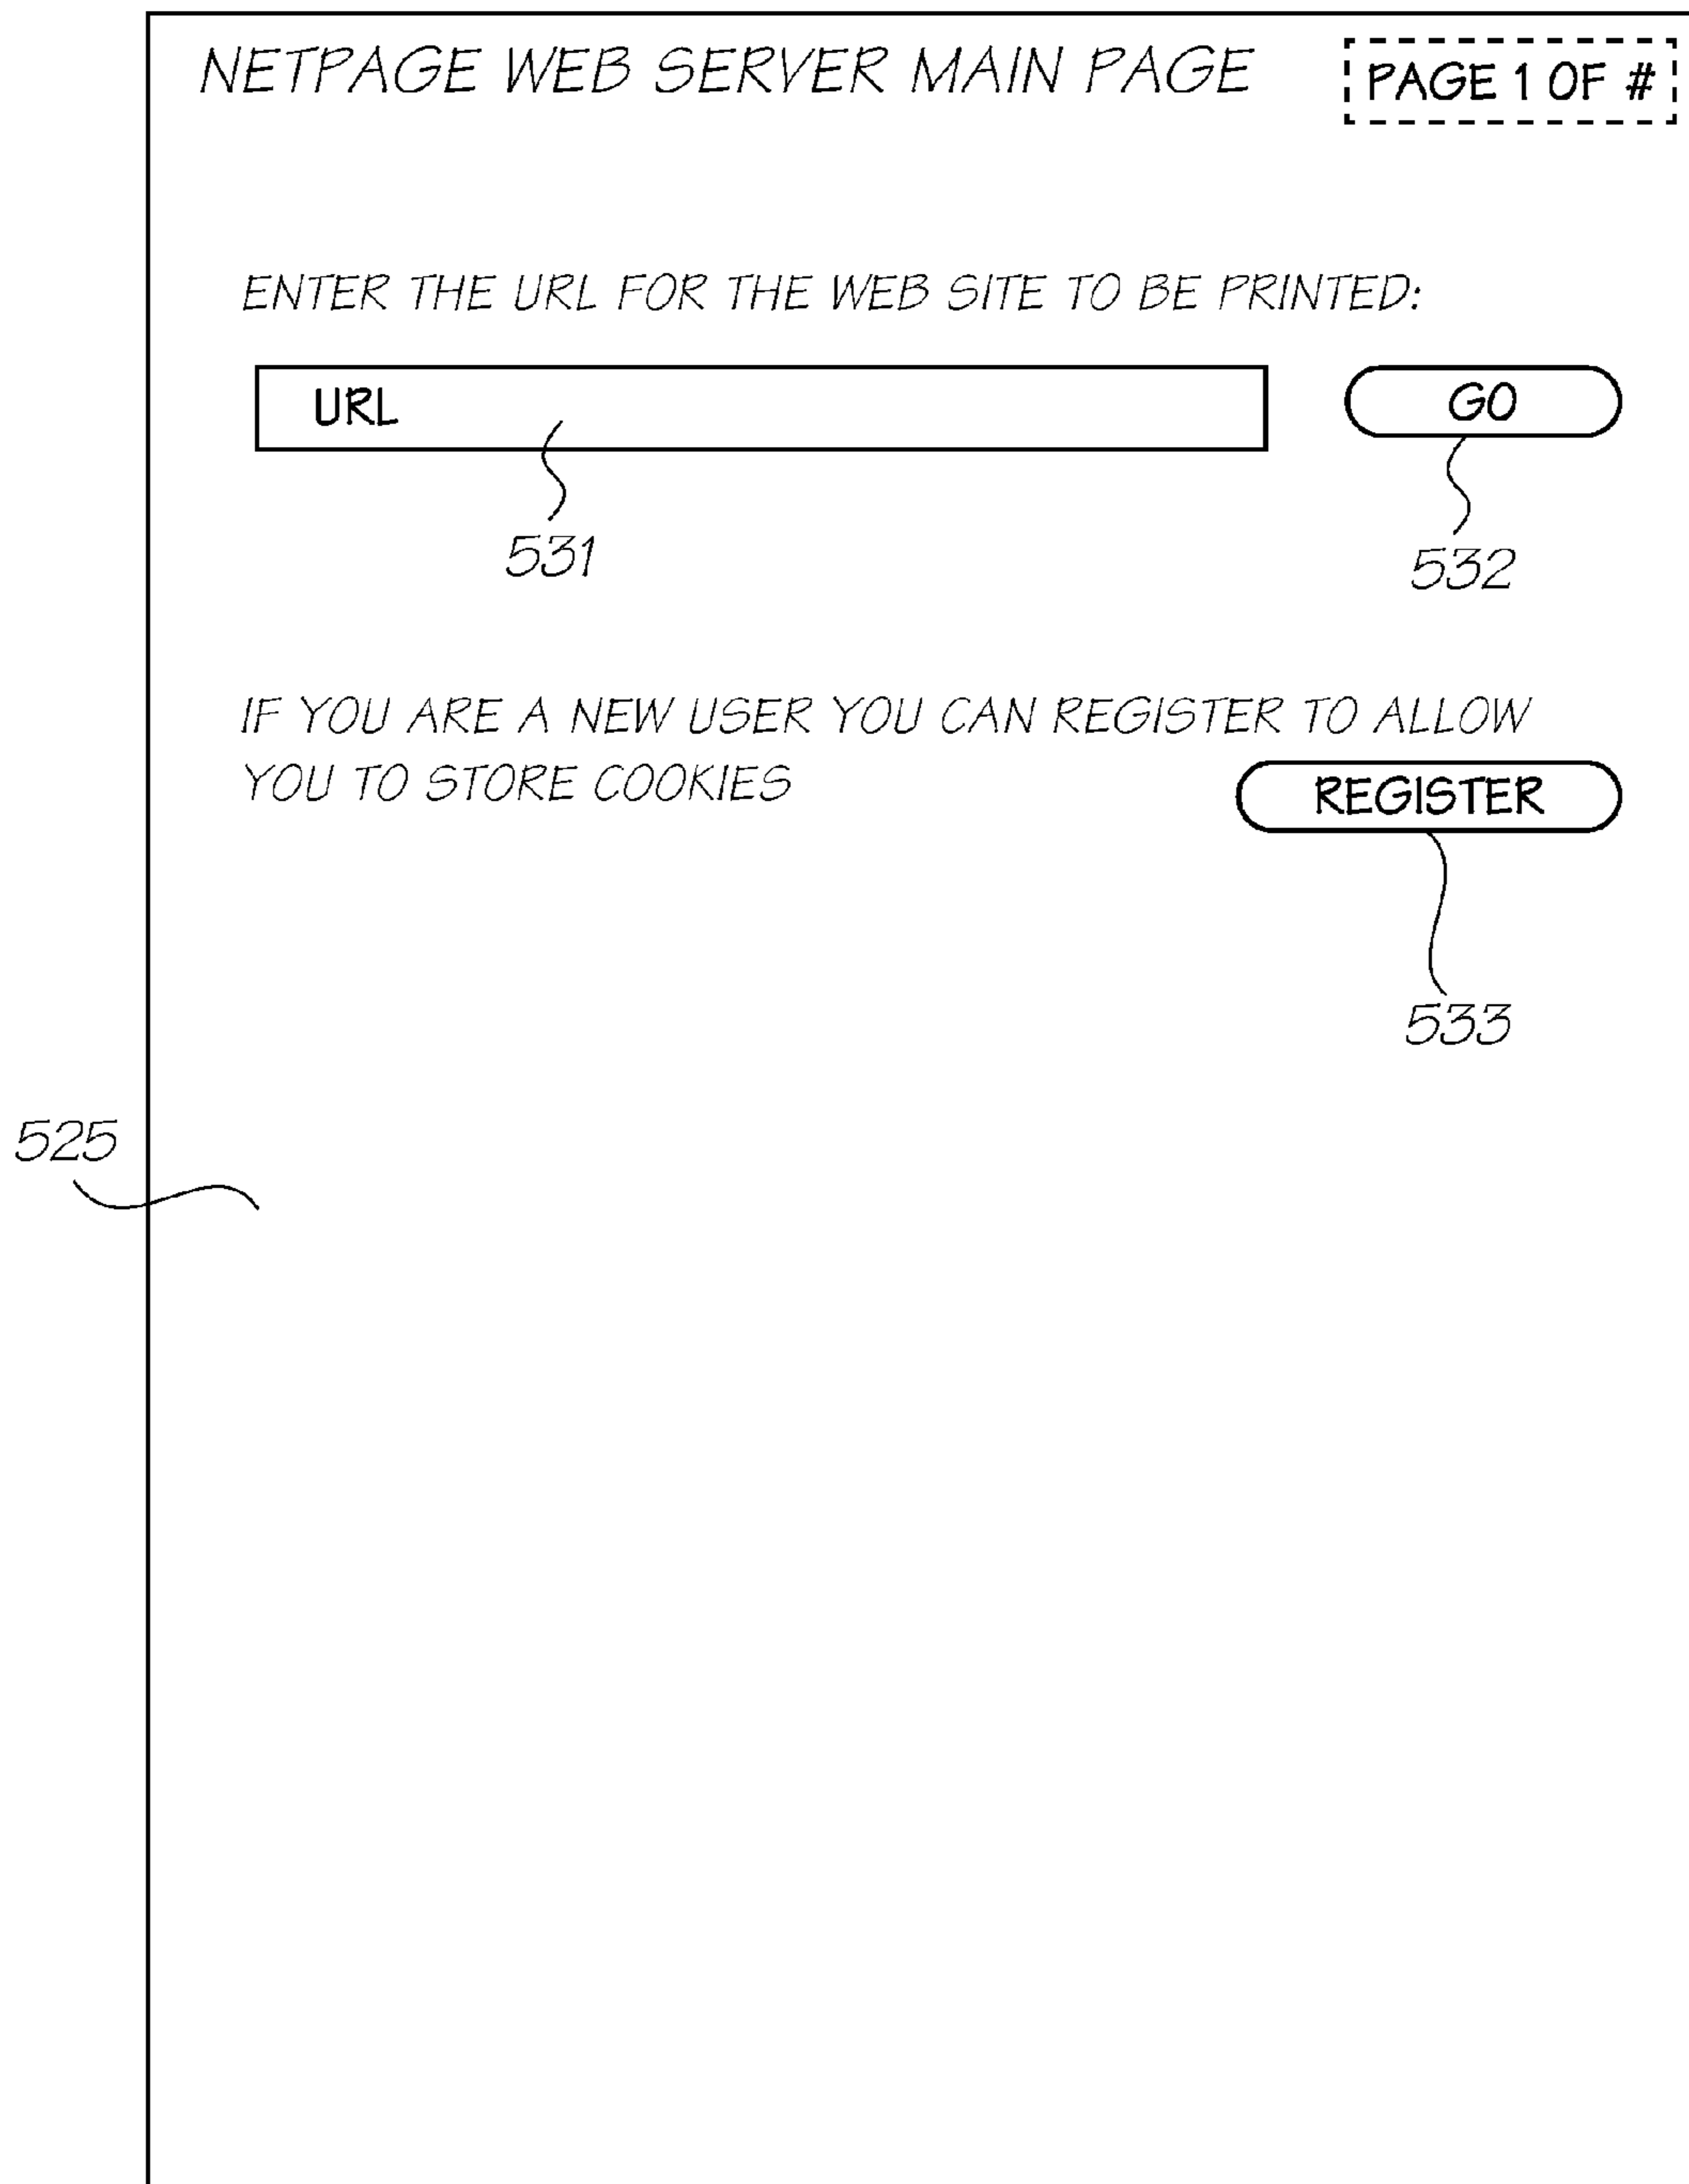 NETPAGE WEB SERVER MAIN PAGE
PAGE 1 OF #
ENTER THE URL FOR THE WEB SITE TO BE PRINTED:
URL
GO
531
532
IF YOU ARE A NEW USER YOU CAN REGISTER TO ALLOW
YOU TO STORE COOKIES
REGISTER
533
525